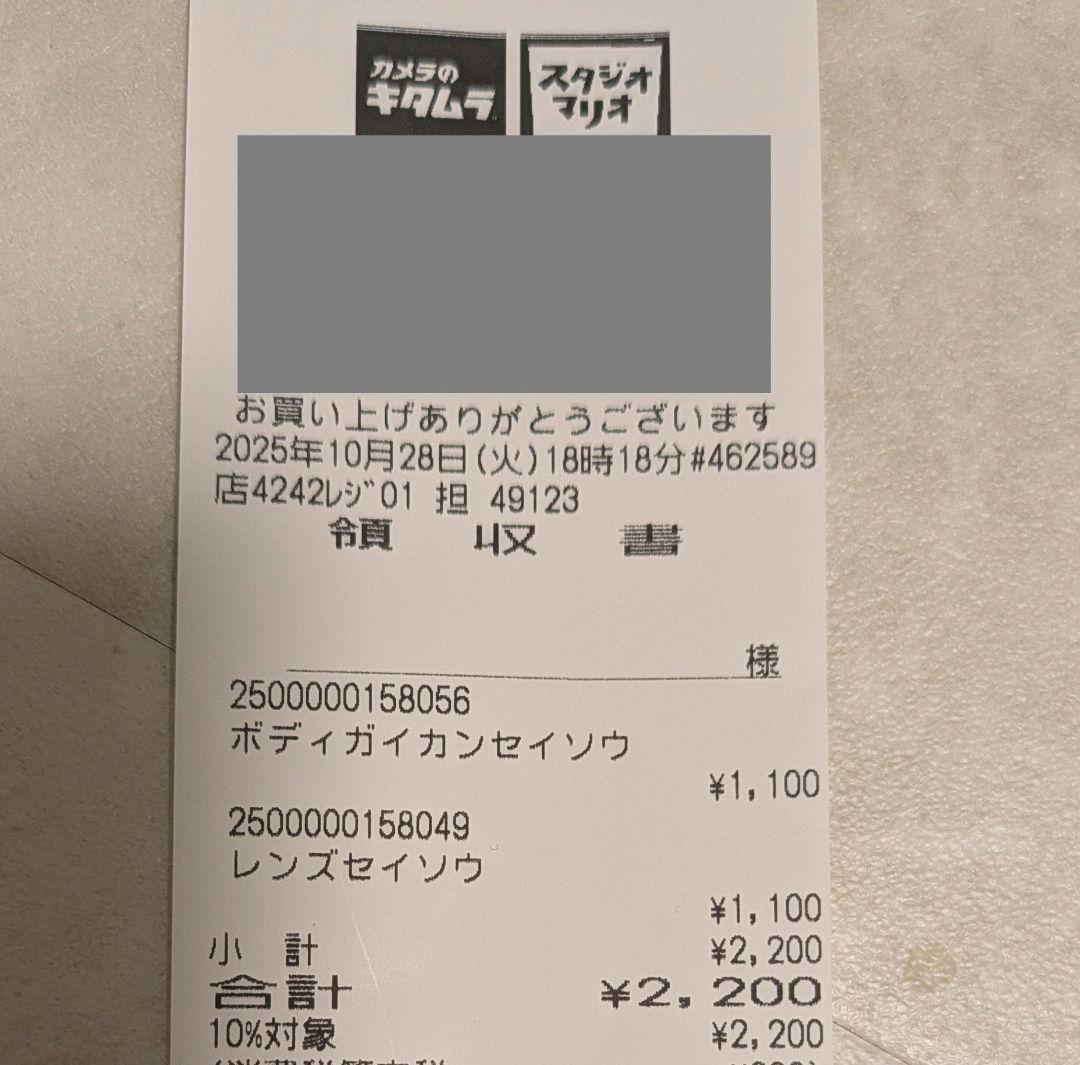 カメラの
キタムラ
スタジオ
マリオ
お買い上げありがとうございます
2025年10月28日(火)18時18分#462589
店4242ﾚｼﾞ01 担 49123
領 収 書
様
2500000158056
ボディガイカンセイソウ
¥1,100
2500000158049
レンズセイソウ
¥1,100
小 計 ¥2,200
合計 ¥2,200
10%対象 ¥2,200